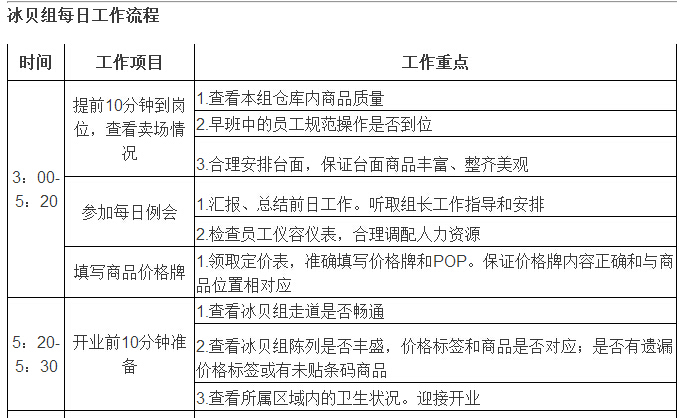 冰贝组每日工作流程
时间 工作项目 工作重点
3：00-
5：20
提前10分钟到岗
位，查看卖场情
况
1.查看本组仓库内商品质量
2.早班中的员工规范操作是否到位
3.合理安排台面，保证台面商品丰富、整齐美观
参加每日例会
1.汇报、总结前日工作。听取组长工作指导和安排
2.检查员工仪容仪表，合理调配人力资源
填写商品价格牌
1.领取定价表，准确填写价格牌和POP。保证价格牌内容正确和与商
品位置相对应
5：20-
5：30
开业前10分钟准
备
1.查看冰贝组走道是否畅通
2.查看冰贝组陈列是否丰盛，价格标签和商品是否对应；是否有遗漏
价格标签或有未贴条码商品
3.查看所属区域内的卫生状况。迎接开业